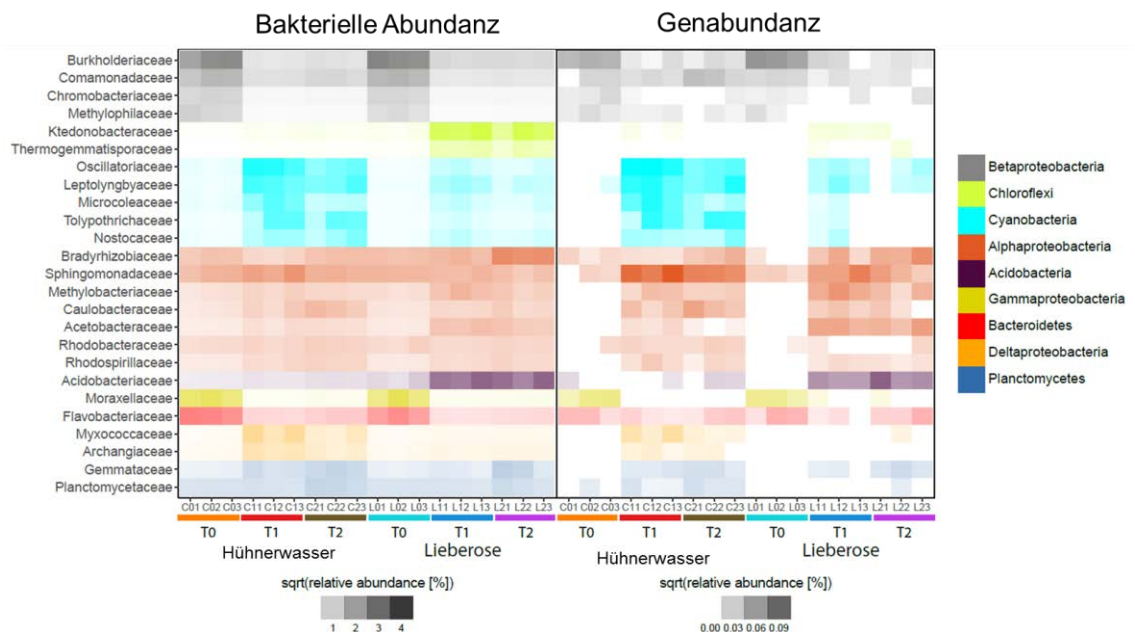 Bakterielle Abundanz
Genabundanz
Burkholderiaceae
Comamonadaceae
Chromobacteriaceae
Methylophilaceae
Ktedonobacteraceae
Thermogemmatisporaceae
Oscillatoriaceae
Leptolyngbyaceae
Microcoleaceae
Tolypothrichaceae
Nostocaceae
Bradyrhizobiaceae
Sphingomonadaceae
Methylobacteriaceae
Caulobacteraceae
Acetobacteraceae
Rhodobacteraceae
Rhodospirillaceae
Acidobacteriaceae
Moraxellaceae
Flavobacteriaceae
Myxococcaceae
Archangiaceae
Gemmataceae
Planctomycetaceae
Betaproteobacteria
Chloroflexi
Cyanobacteria
Alphaproteobacteria
Acidobacteria
Gammaproteobacteria
Bacteroidetes
Deltaproteobacteria
Planctomycetes
C01 C02 C03 C11 C12 C13 C21 C22 C23 L01 L02 L03 L11 L12 L13 L21 L22 L23 C01 C02 C03 C11 C12 C13 C21 C22 C23 L01 L02 L03 L11 L12 L13 L21 L22 L23
T0 T1 T2 T0 T1 T2 T0 T1 T2 T0 T1 T2
Hühnerwasser Lieberose Hühnerwasser Lieberose
sqrt(relative abundance [%]) sqrt(relative abundance [%])
1 2 3 4 0.00 0.03 0.06 0.09